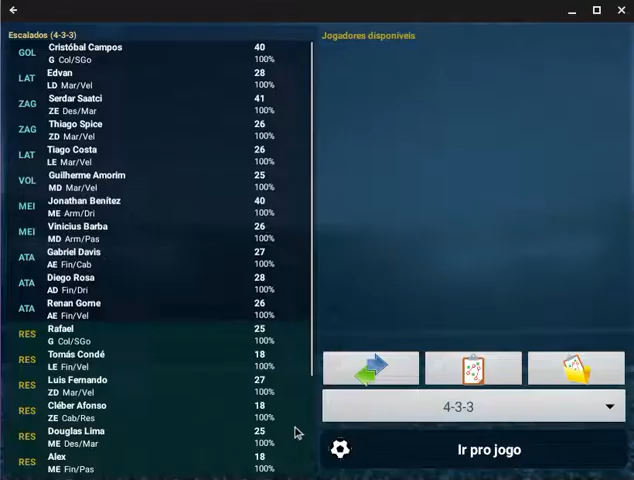 Escalados (4-3-3)
GOL Cristóbal Campos 40
G Col/SGo 100%
LAT Edvan 28
LD Mar/Vel 100%
ZAG Serdar Saatci 41
ZE Des/Mar 100%
ZAG Thiago Spice 26
ZD Mar/Vel 100%
LAT Tiago Costa 26
LE Mar/Vel 100%
VOL Guilherme Amorim 25
MD Mar/Vel 100%
MEI Jonathan Benítez 40
ME Arm/Dri 100%
MEI Vinicius Barba 26
MD Arm/Pas 100%
ATA Gabriel Davis 27
AE Fin/Cab 100%
ATA Diego Rosa 28
AD Fin/Dri 100%
ATA Renan Gorne 26
AE Fin/Vel 100%
RES Rafael 25
G Col/SGo 100%
RES Tomás Condé 18
LE Fin/Vel 100%
RES Luis Fernando 27
ZD Mar/Vel 100%
RES Cléber Afonso 18
ZE Cab/Res 100%
RES Douglas Lima 25
ME Des/Mar 100%
RES Alex 18
ME Fin/Pas 100%
Jogadores disponíveis
4-3-3
Ir pro jogo